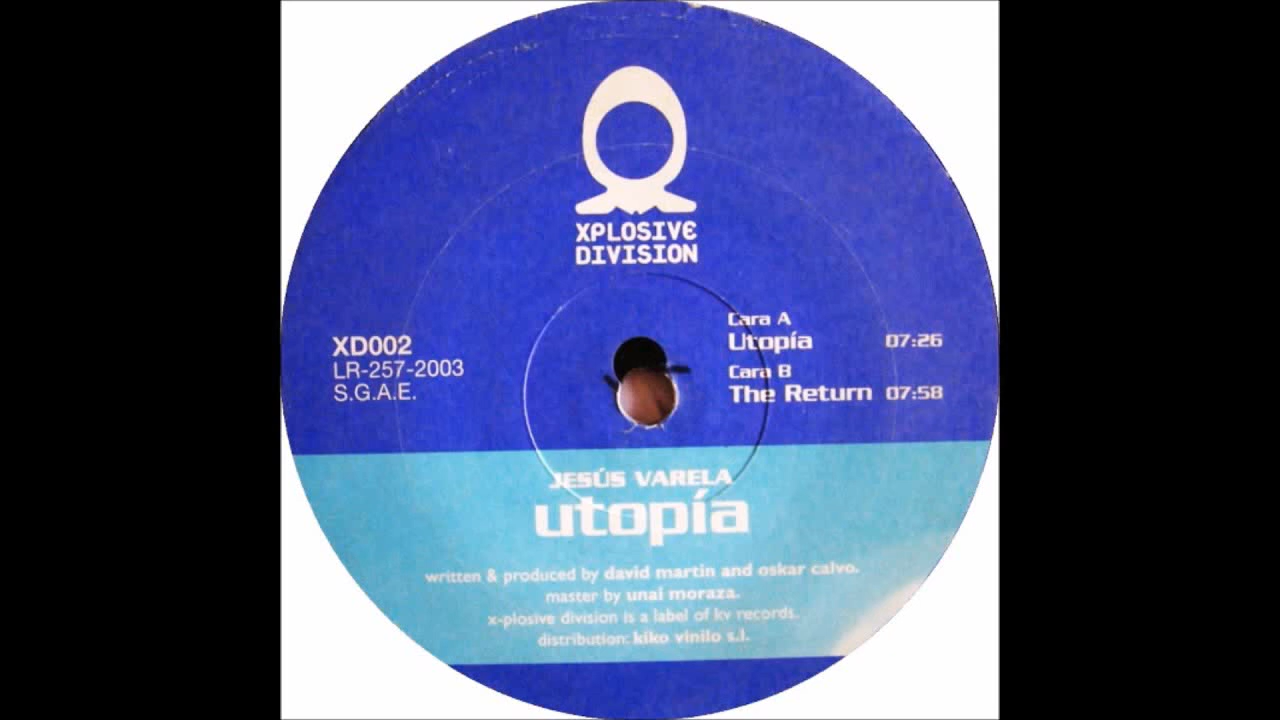 XPLOSIVE
DIVISION
XD002
LR-257-2003
S.G.A.E.
Cara A
Utopía 07:26
Cara B
The Return 07:58
JESÚS VARELA
utopía
written & produced by david martin and oskar calvo.
master by unai moraza.
x-plosive division is a label of kv records.
distribution: kiko vinilo s.l.